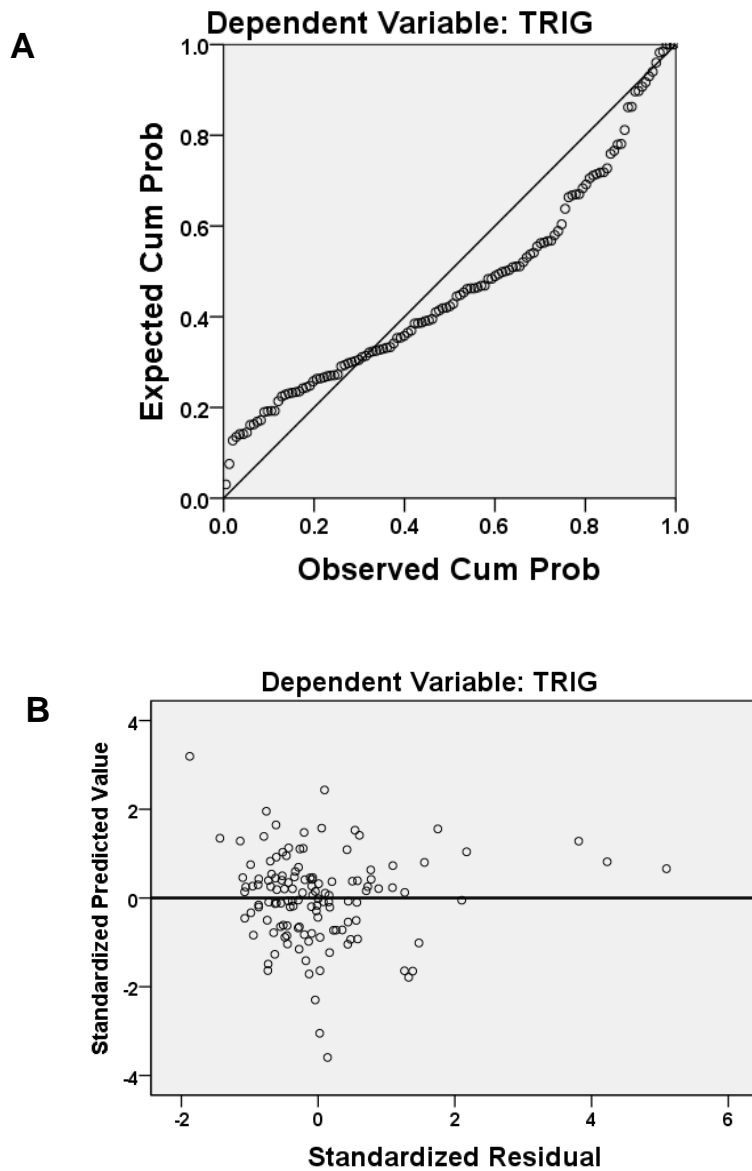 A
Dependent Variable: TRIG
1.0
0.8
0.6
0.4
0.2
0.0
Expected Cum Prob
0.0 0.2 0.4 0.6 0.8 1.0
Observed Cum Prob
B
Dependent Variable: TRIG
4
2
0
-2
-4
Standardized Predicted Value
-2 0 2 4 6
Standardized Residual